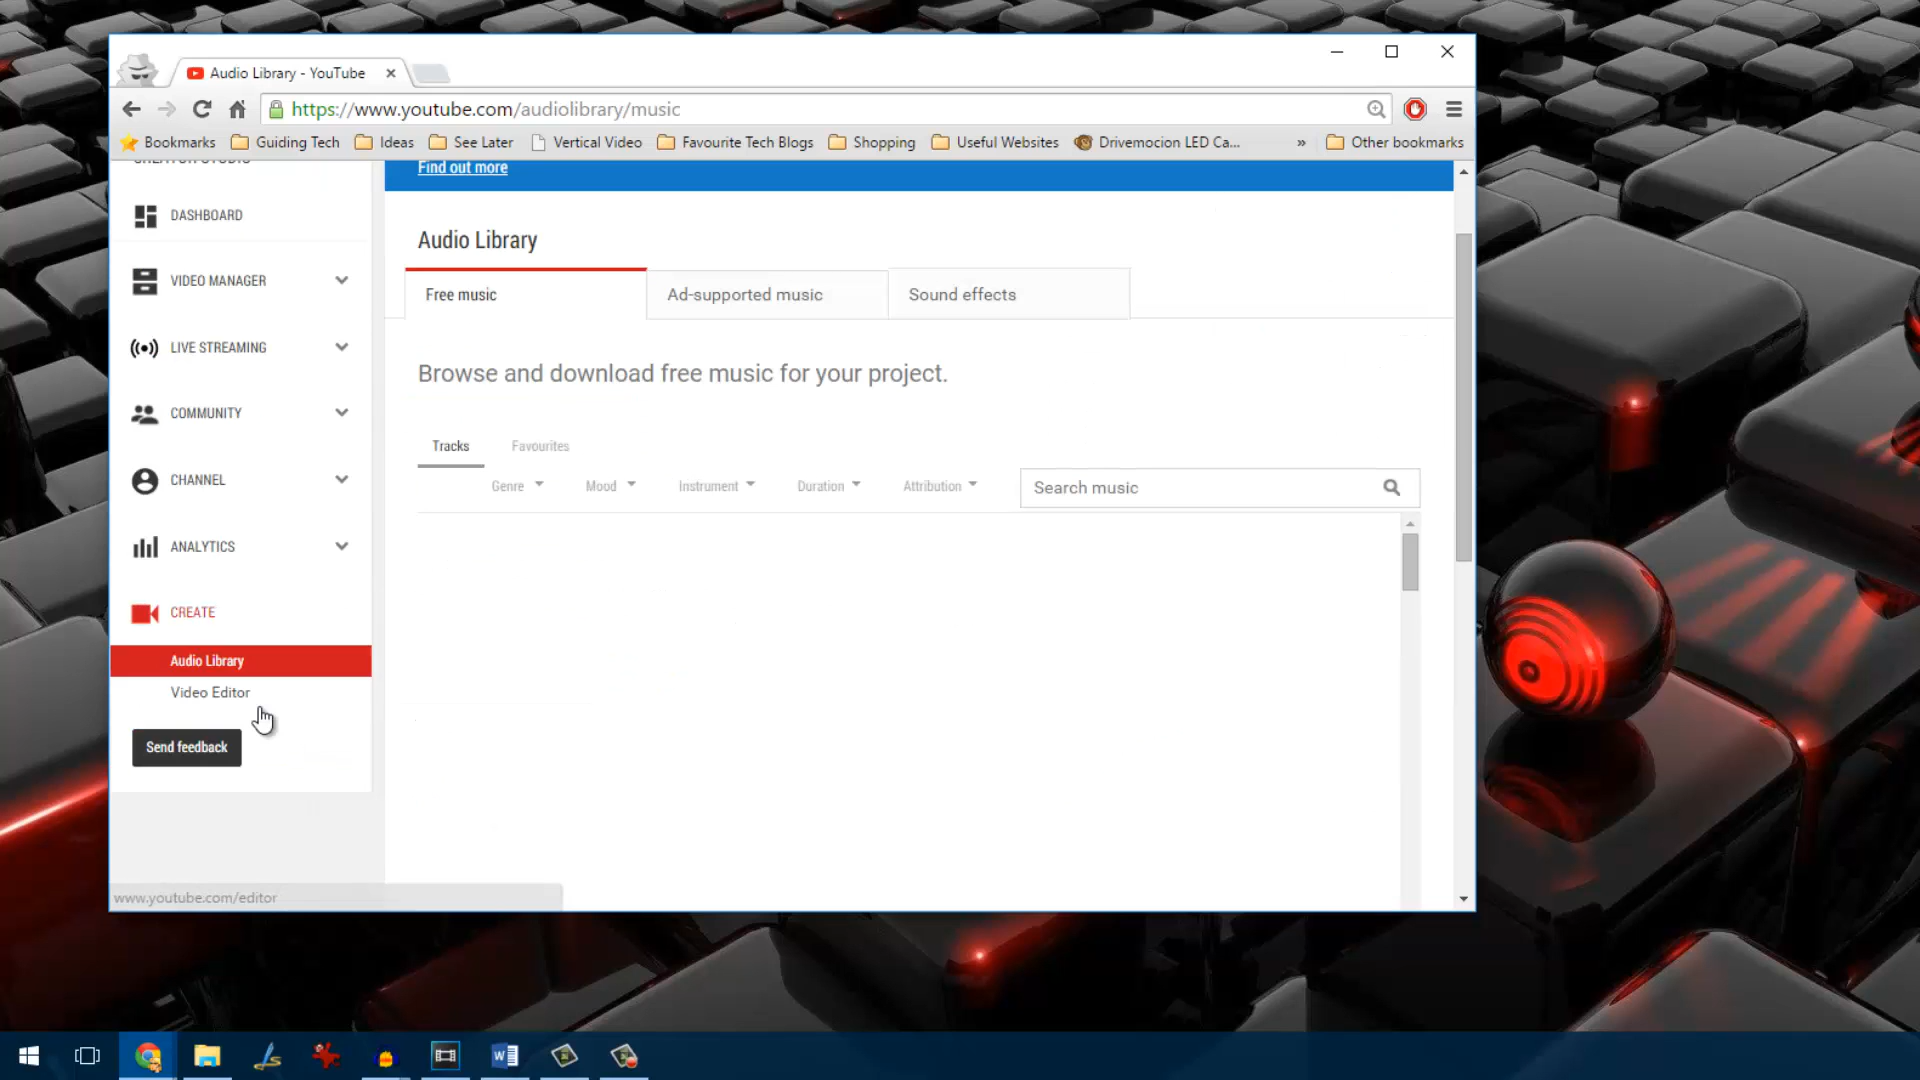 Audio Library - YouTube
https://www.youtube.com/audiolibrary/music
Bookmarks Guiding Tech Ideas See Later Vertical Video Favourite Tech Blogs Shopping Useful Websites Drivemocion LED Ca... » Other bookmarks
CREATOR STUDIO
Find out more
DASHBOARD
VIDEO MANAGER
LIVE STREAMING
COMMUNITY
CHANNEL
ANALYTICS
CREATE
Audio Library
Video Editor
Send feedback
Audio Library
Free music Ad-supported music Sound effects
Browse and download free music for your project.
Tracks Favourites
Genre Mood Instrument Duration Attribution Search music
www.youtube.com/editor